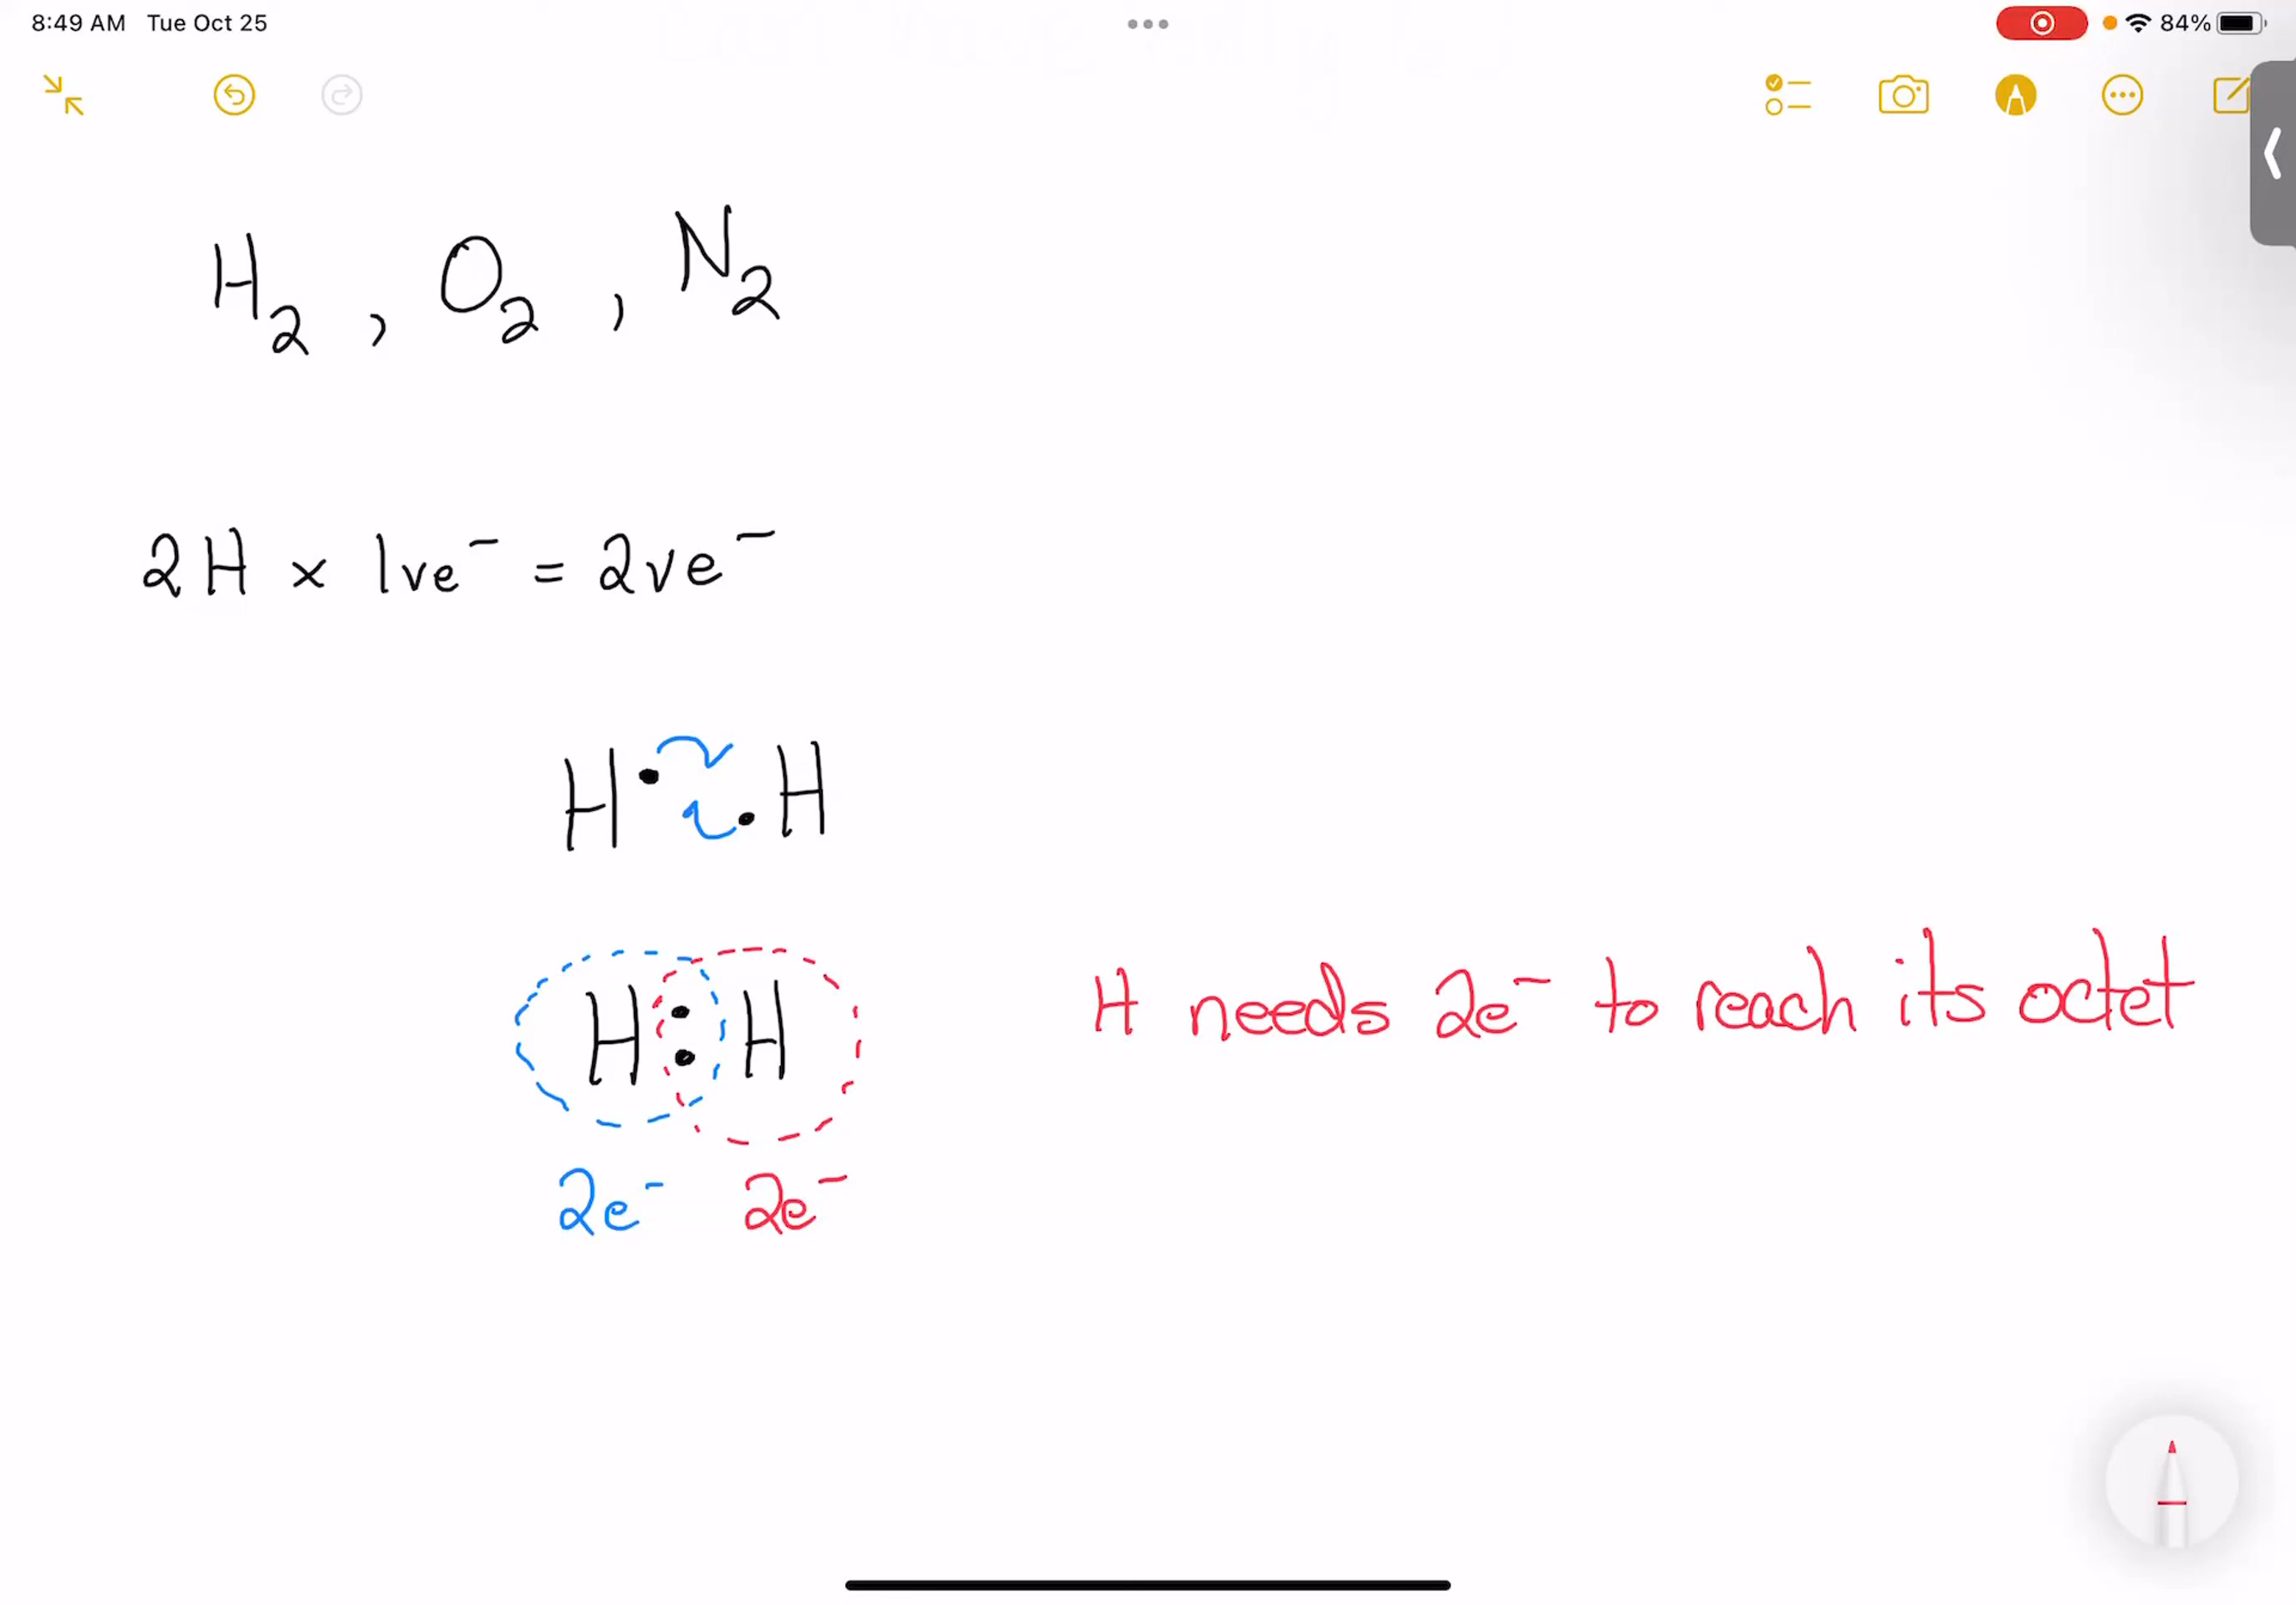 8:49 AM Tue Oct 25
84%
H₂ , O₂ , N₂
2H × 1ve⁻ = 2ve⁻
H · · H
H : H
H needs 2e⁻ to reach its octet
2e⁻ 2e⁻